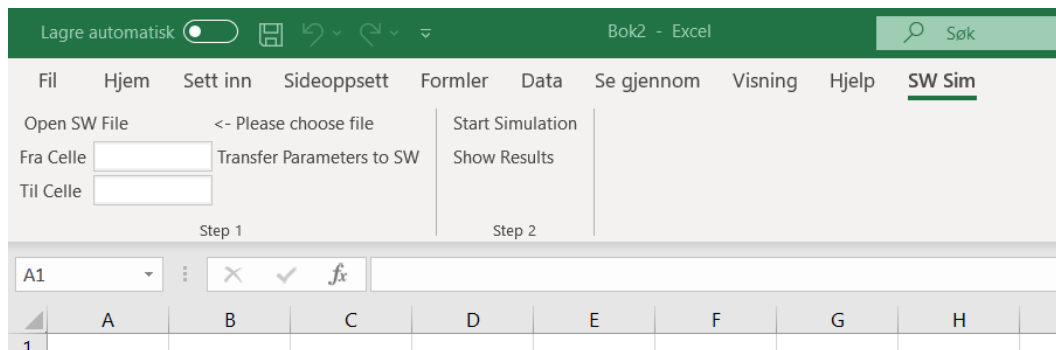 Lagre automatisk Bok2 - Excel Søk
Fil Hjem Sett inn Sideoppsett Formler Data Se gjennom Visning Hjelp SW Sim
Open SW File <- Please choose file Start Simulation
Fra Celle Transfer Parameters to SW Show Results
Til Celle
Step 1 Step 2
A1 fx
A B C D E F G H
1